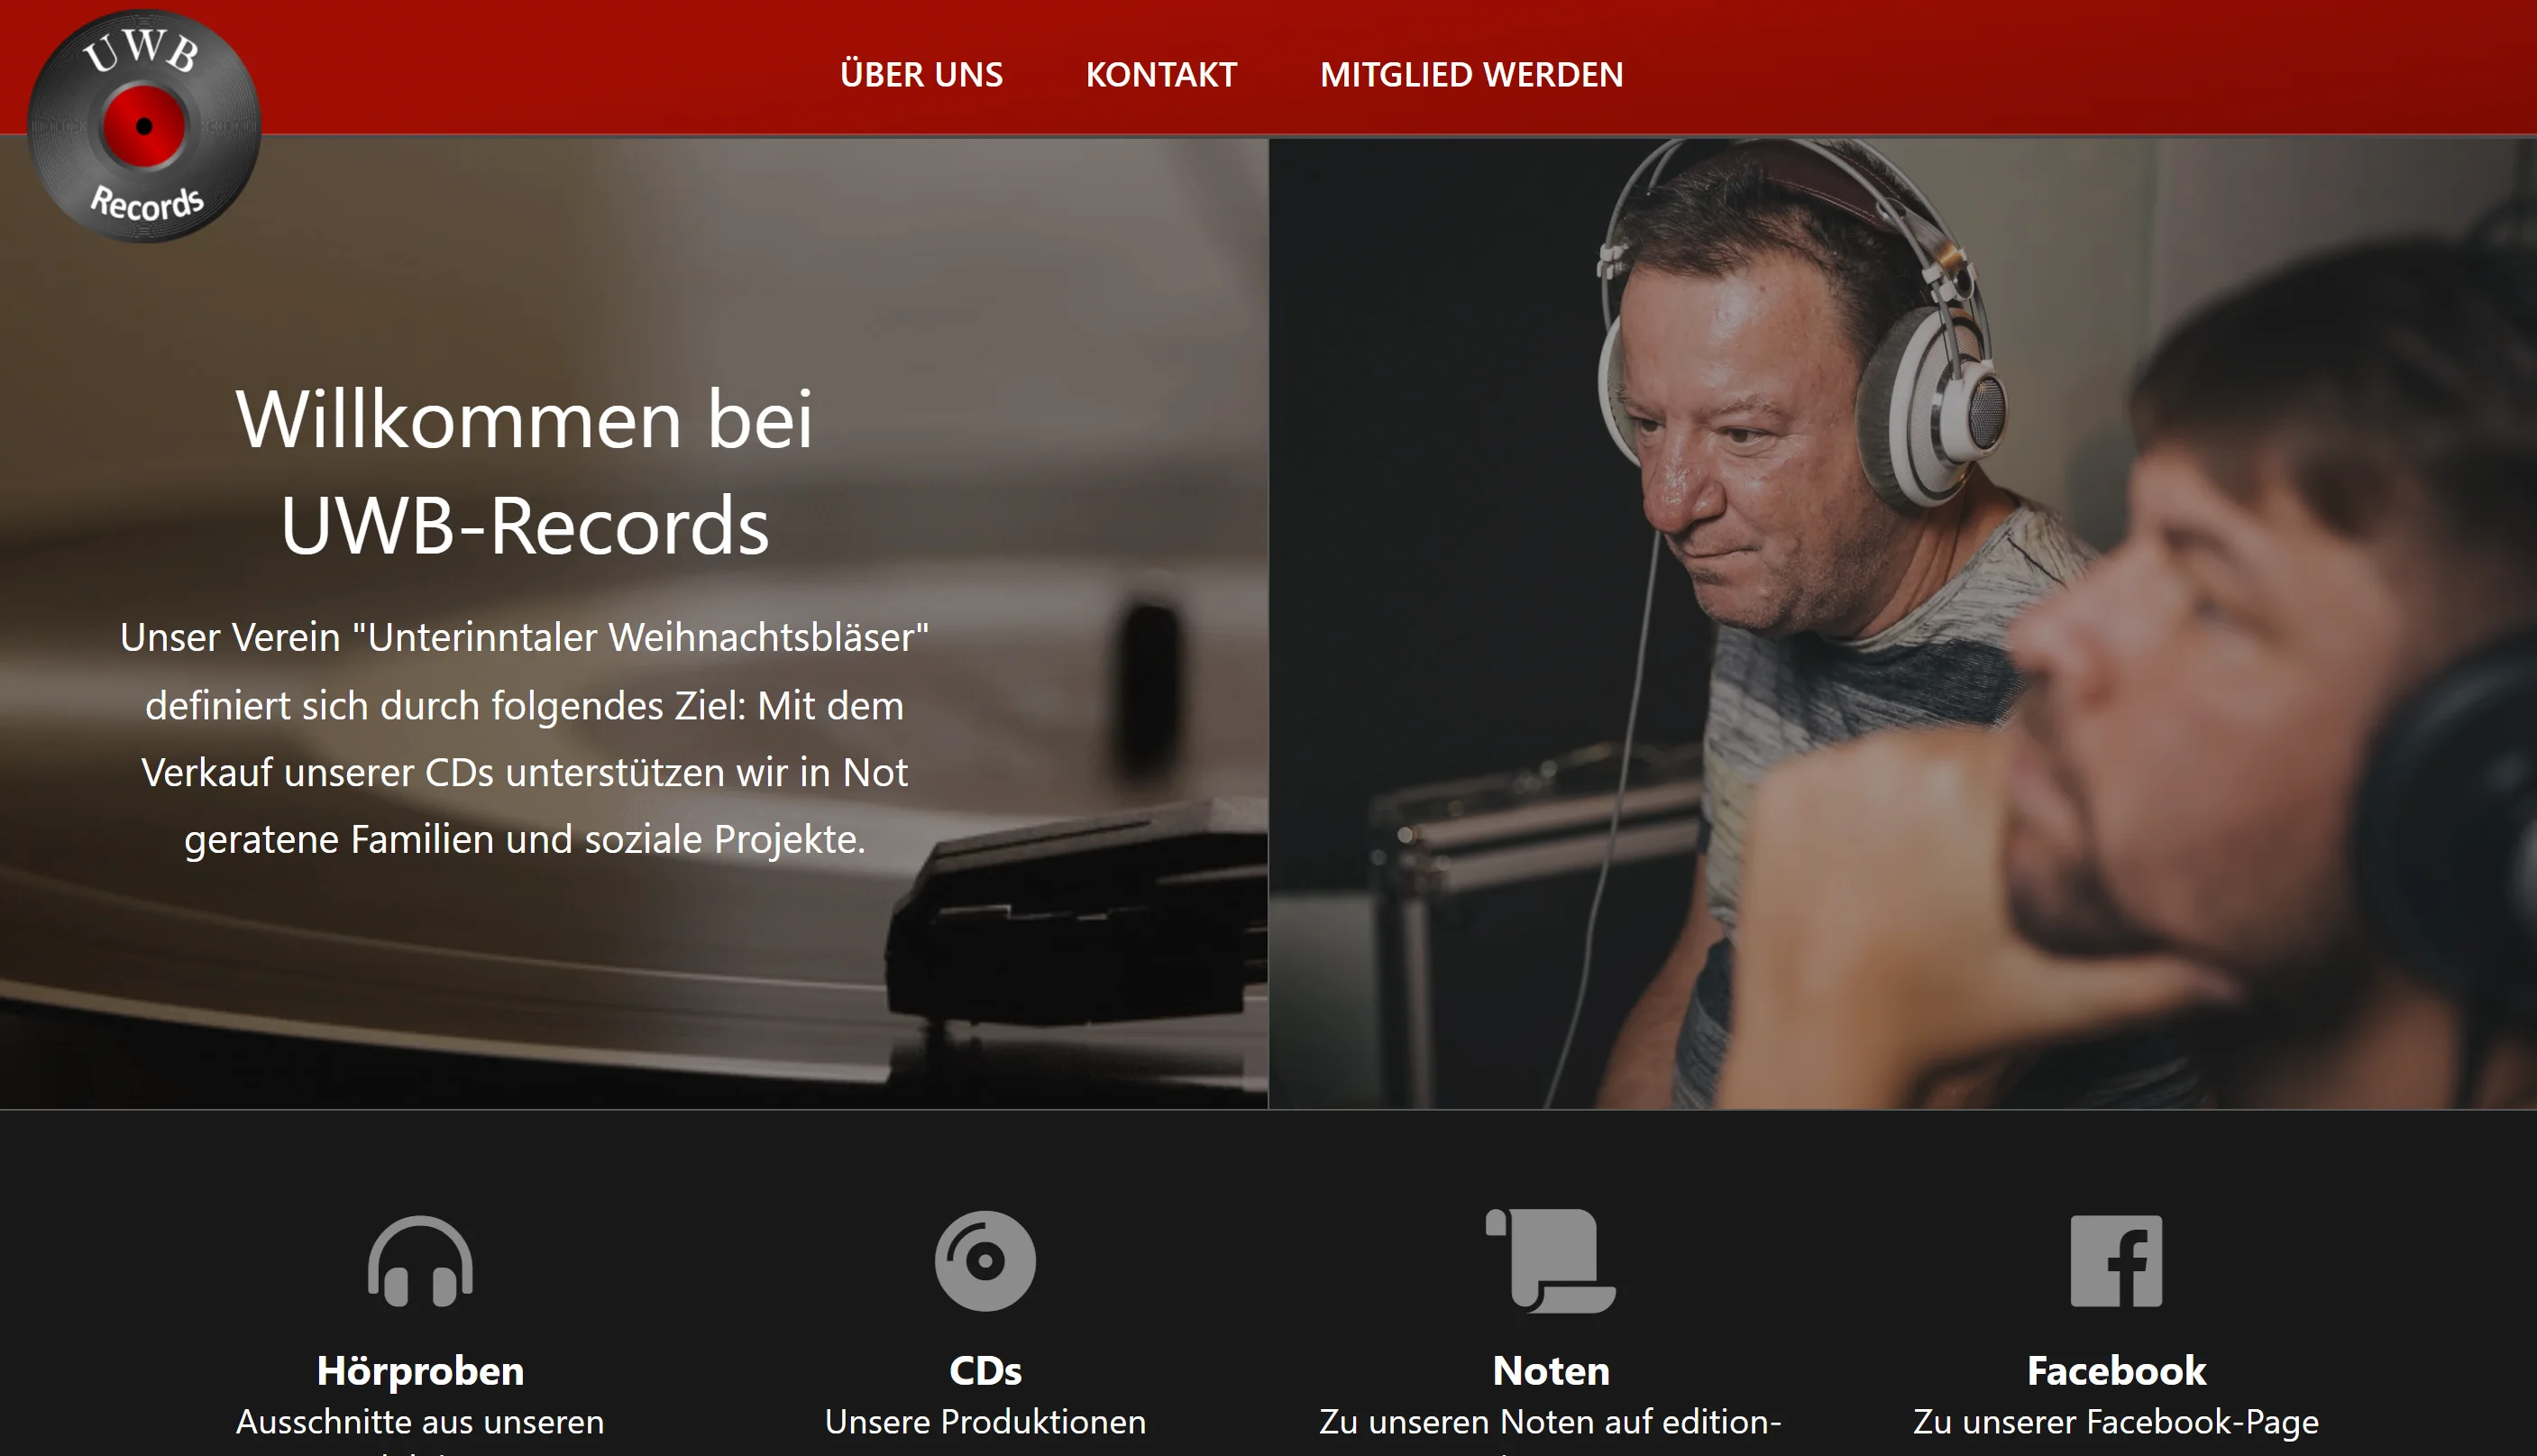 UWB
Records
ÜBER UNS KONTAKT MITGLIED WERDEN
Willkommen bei
UWB-Records
Unser Verein "Unterinntaler Weihnachtsbläser"
definiert sich durch folgendes Ziel: Mit dem
Verkauf unserer CDs unterstützen wir in Not
geratene Familien und soziale Projekte.
Hörproben
Ausschnitte aus unseren
CDs
Unsere Produktionen
Noten
Zu unseren Noten auf edition-
Facebook
Zu unserer Facebook-Page